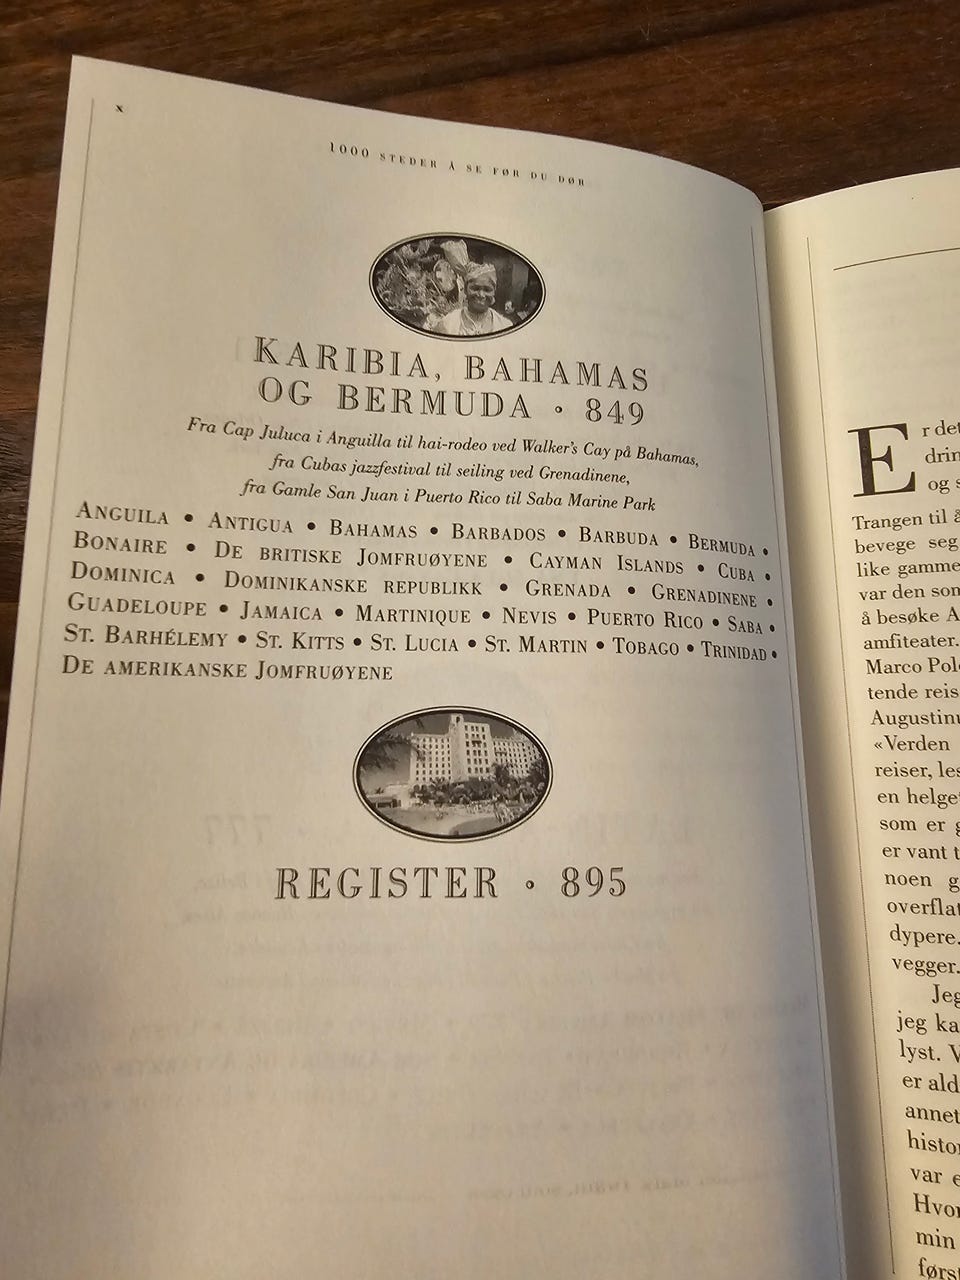 x
1000 STEDER Å SE FØR DU DØR
KARIBIA, BAHAMAS
OG BERMUDA • 849
Fra Cap Juluca i Anguilla til hai-rodeo ved Walker's Cay på Bahamas,
fra Cubas jazzfestival til seiling ved Grenadinene,
fra Gamle San Juan i Puerto Rico til Saba Marine Park
ANGUILA • ANTIGUA • BAHAMAS • BARBADOS • BARBUDA • BERMUDA •
BONAIRE • DE BRITISKE JOMFRUØYENE • CAYMAN ISLANDS • CUBA •
DOMINICA • DOMINIKANSKE REPUBLIKK • GRENADA • GRENADINENE •
GUADELOUPE • JAMAICA • MARTINIQUE • NEVIS • PUERTO RICO • SABA •
ST. BARHÉLEMY • ST. KITTS • ST. LUCIA • ST. MARTIN • TOBAGO • TRINIDAD •
DE AMERIKANSKE JOMFRUØYENE
REGISTER • 895
Er det
og s
Trangen til
bevege seg
like gamme
var den som
å besøke A
amfiteater.
Marco Pol
tende reis
Augustinu
«Verden
reiser, les
en helge
som er g
er vant t
noen g
overflat
dypere.
vegger.
Jeg
jeg ka
lyst. V
er ald
annet
histor
var e
Hvor
min
først